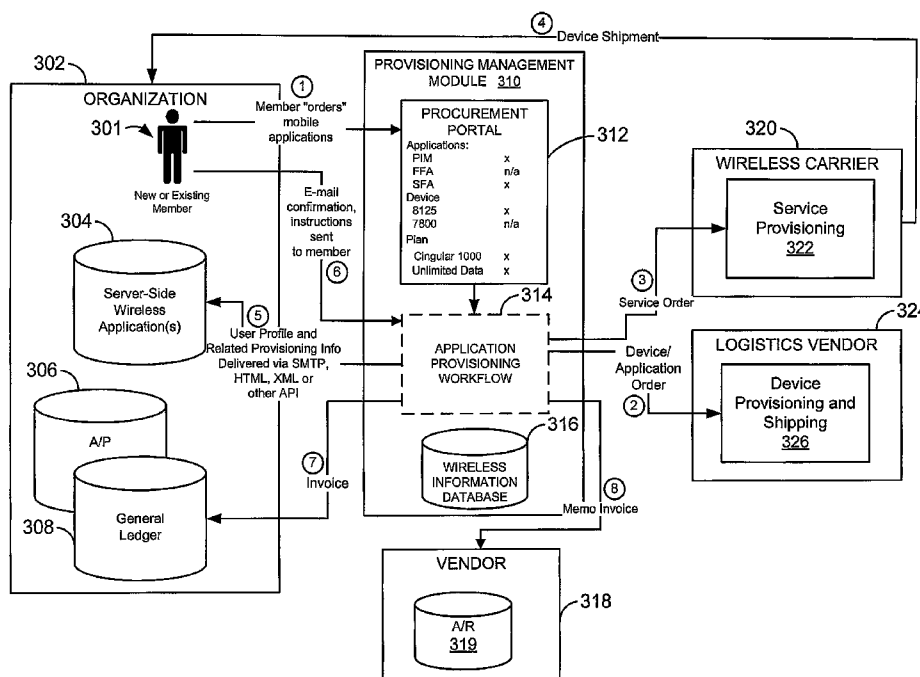 4
Device Shipment
302
ORGANIZATION
301
New or Existing
Member
1
Member "orders"
mobile
applications
E-mail
confirmation,
instructions
sent
to member
6
304
Server-Side
Wireless
Application(s)
5
User Profile and
Related Provisioning Info
Delivered via SMTP,
HTML, XML or
other API
306
A/P
308
General
Ledger
7
Invoice
PROVISIONING MANAGEMENT
MODULE 310
PROCUREMENT
PORTAL
312
Applications:
PIM x
FFA n/a
SFA x
Device
8125 x
7800 n/a
Plan
Cingular 1000 x
Unlimited Data x
314
APPLICATION
PROVISIONING
WORKFLOW
316
WIRELESS
INFORMATION
DATABASE
8
Memo Invoice
VENDOR
318
A/R
319
320
WIRELESS CARRIER
Service
Provisioning
322
3
Service Order
324
LOGISTICS VENDOR
Device/
Application
Order
2
Device
Provisioning and
Shipping
326